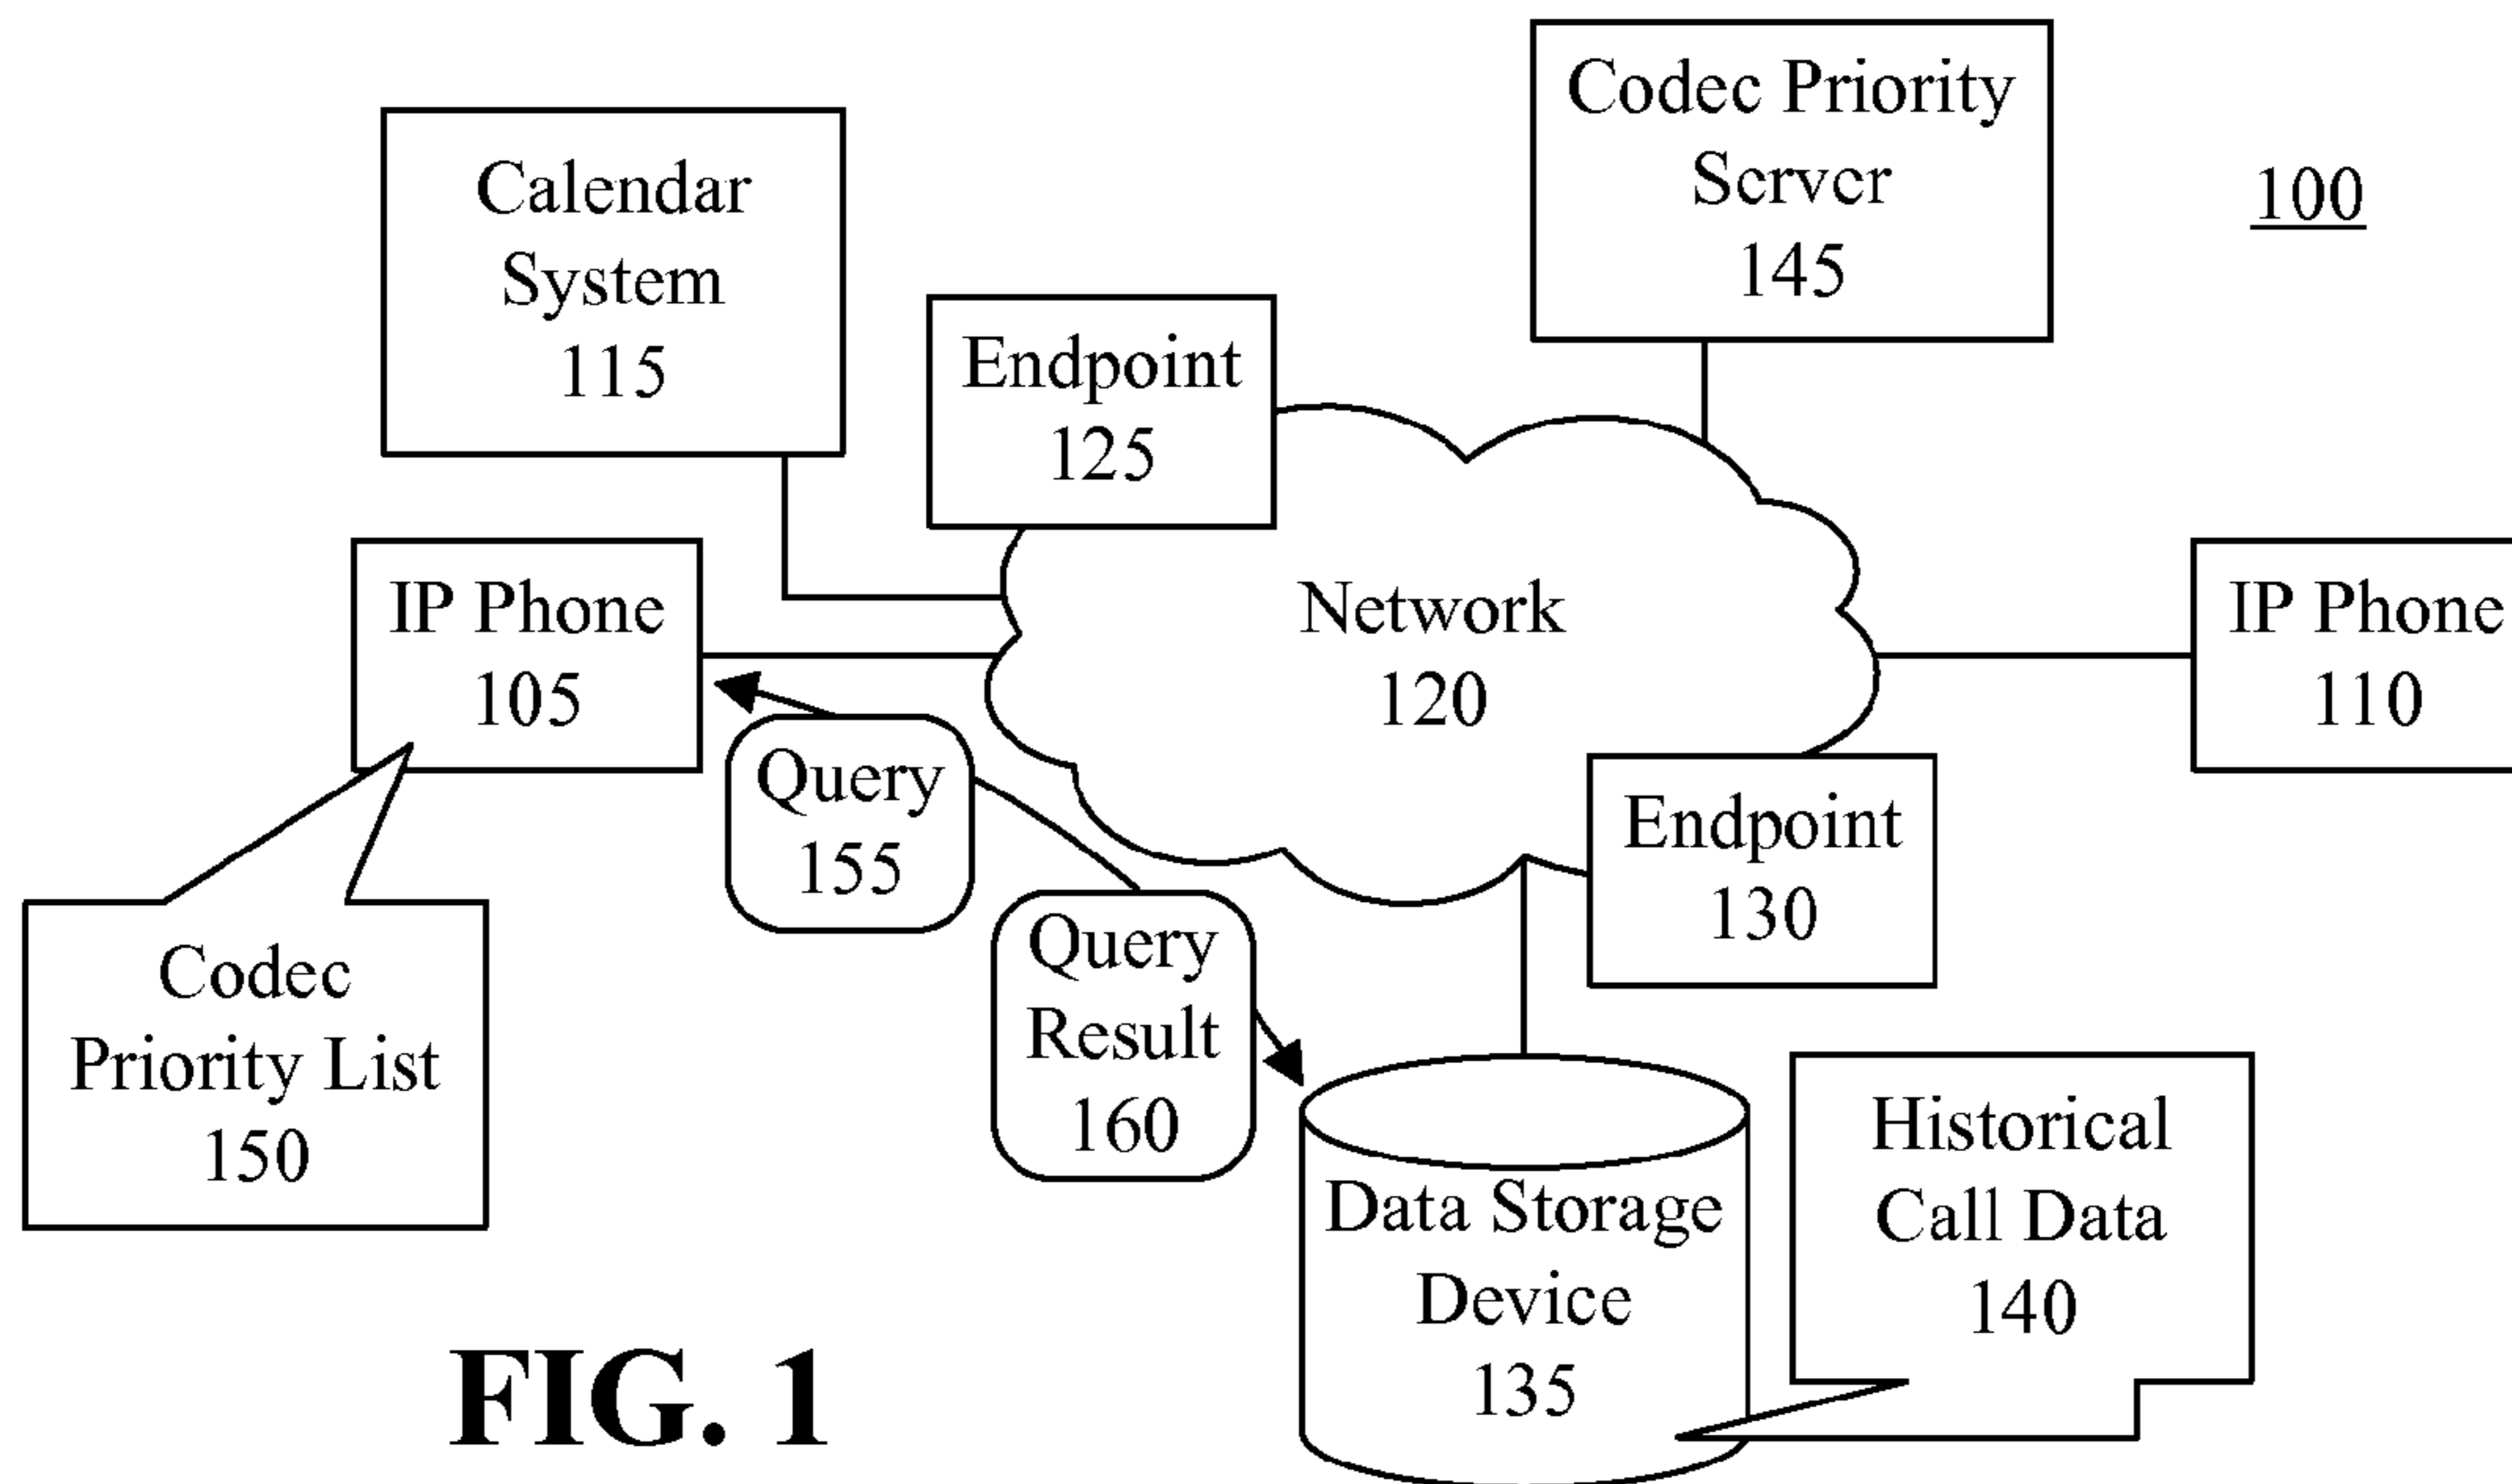 Codec Priority
Server
145
100
Calendar
System
115
Endpoint
125
IP Phone
105
Network
120
IP Phone
110
Query
155
Endpoint
130
Codec
Priority List
150
Query
Result
160
Data Storage
Device
135
Historical
Call Data
140
FIG. 1